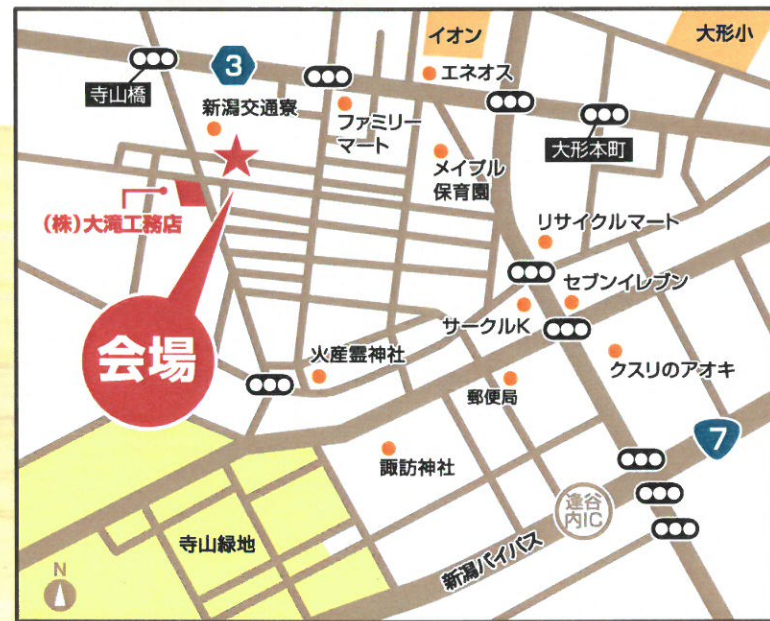 イオン
大形小
エネオス
3
寺山橋
新潟交通寮
ファミリー
マート
大形本町
メイプル
保育園
(株)大滝工務店
リサイクルマート
セブンイレブン
サークルK
会場
火産霊神社
クスリのアオキ
郵便局
7
諏訪神社
逢谷
内IC
寺山緑地
新潟バイパス
N